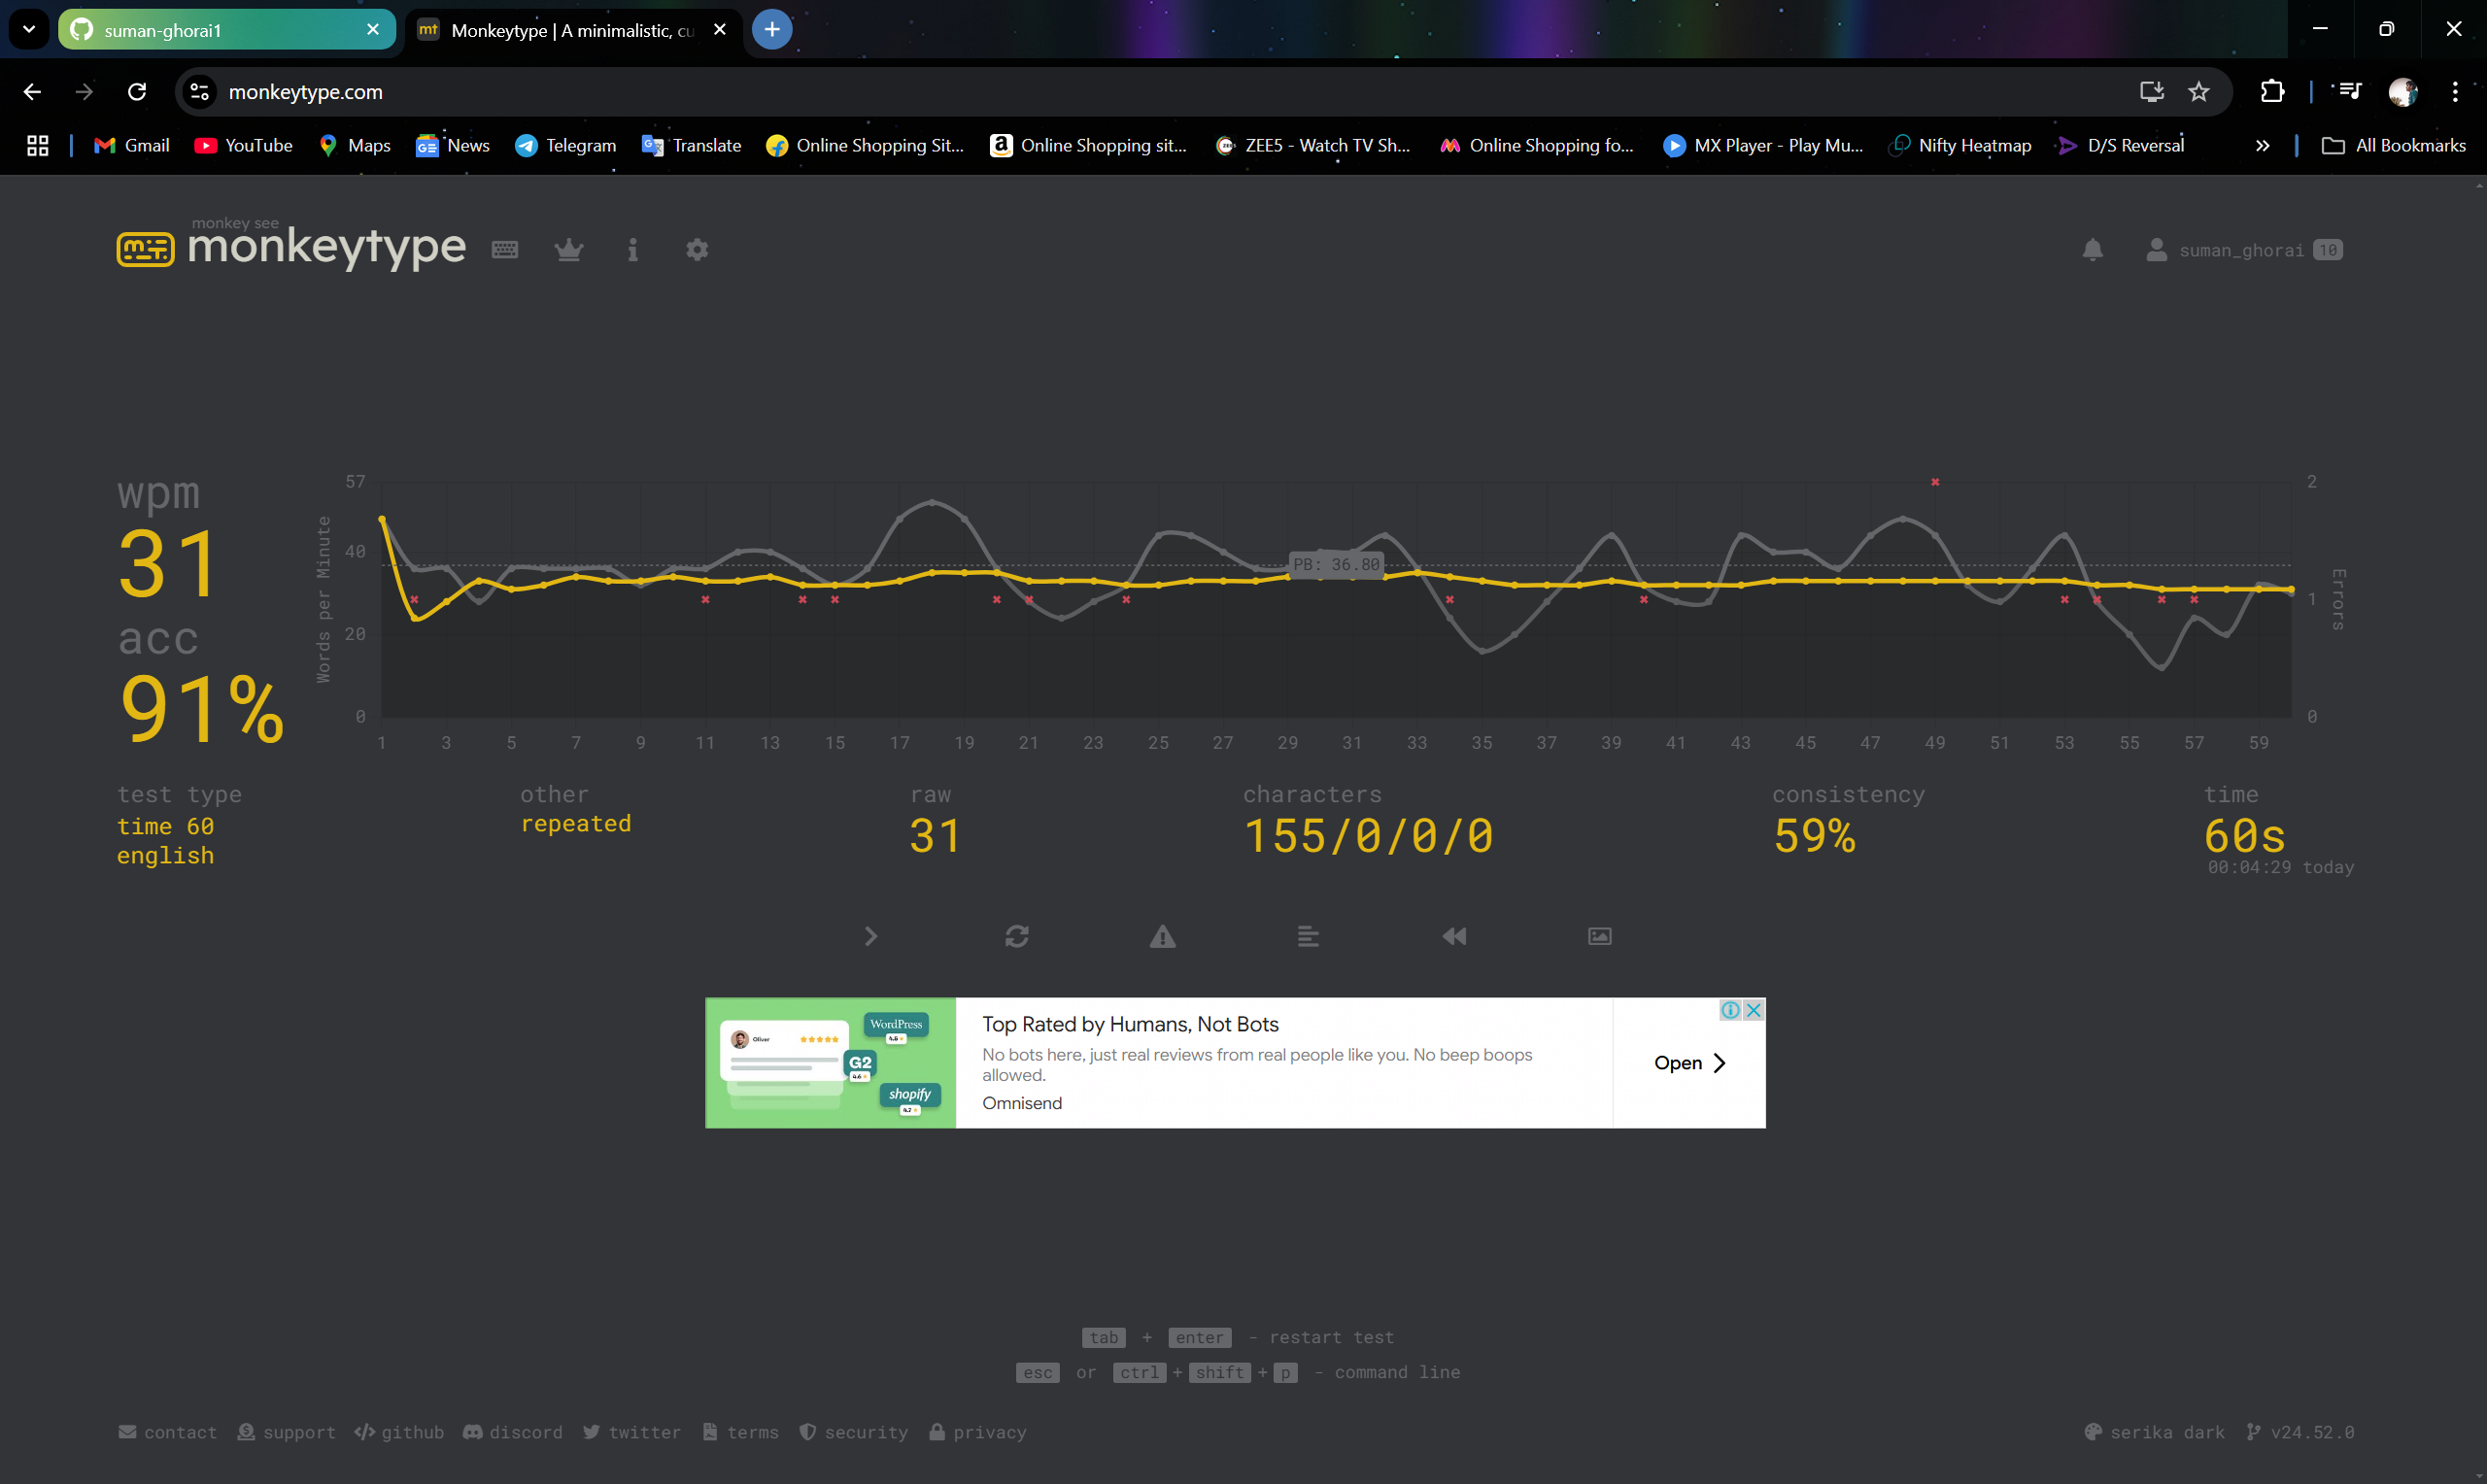 suman-ghorai1
mt Monkeytype | A minimalistic, cu
monkeytype.com
Gmail YouTube Maps News Telegram Translate Online Shopping Sit... Online Shopping sit... ZEE5 - Watch TV Sh... Online Shopping fo... MX Player - Play Mu... Nifty Heatmap D/S Reversal » All Bookmarks
monkey see
monkeytype
suman_ghorai 10
wpm
31
acc
91%
Words per Minute
57
40
20
0
PB: 36.80
2
1
0
Errors
1 3 5 7 9 11 13 15 17 19 21 23 25 27 29 31 33 35 37 39 41 43 45 47 49 51 53 55 57 59
test type
time 60
english
other
repeated
raw
31
characters
155/0/0/0
consistency
59%
time
60s
00:04:29 today
Oliver
WordPress
4.6
G2
4.6
shopify
4.7
Top Rated by Humans, Not Bots
No bots here, just real reviews from real people like you. No beep boops
allowed.
Omnisend
Open
tab + enter - restart test
esc or ctrl + shift + p - command line
contact support github discord twitter terms security privacy
serika dark v24.52.0